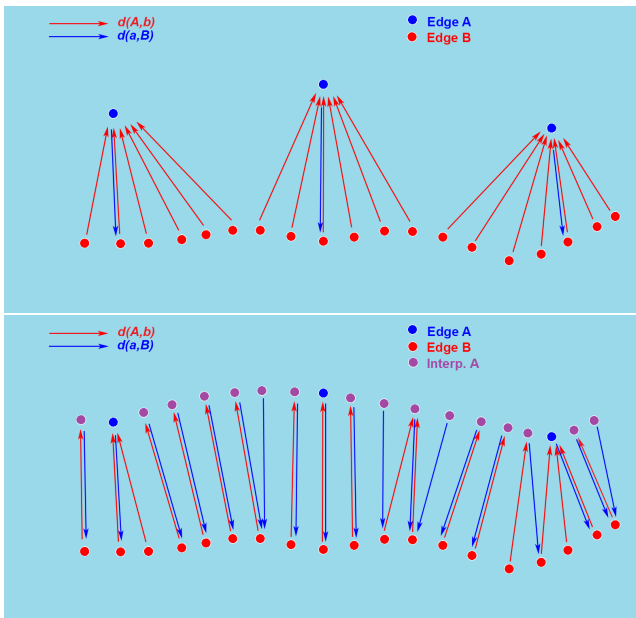 d(A,b)
d(a,B)
Edge A
Edge B
d(A,b)
d(a,B)
Edge A
Edge B
Interp. A